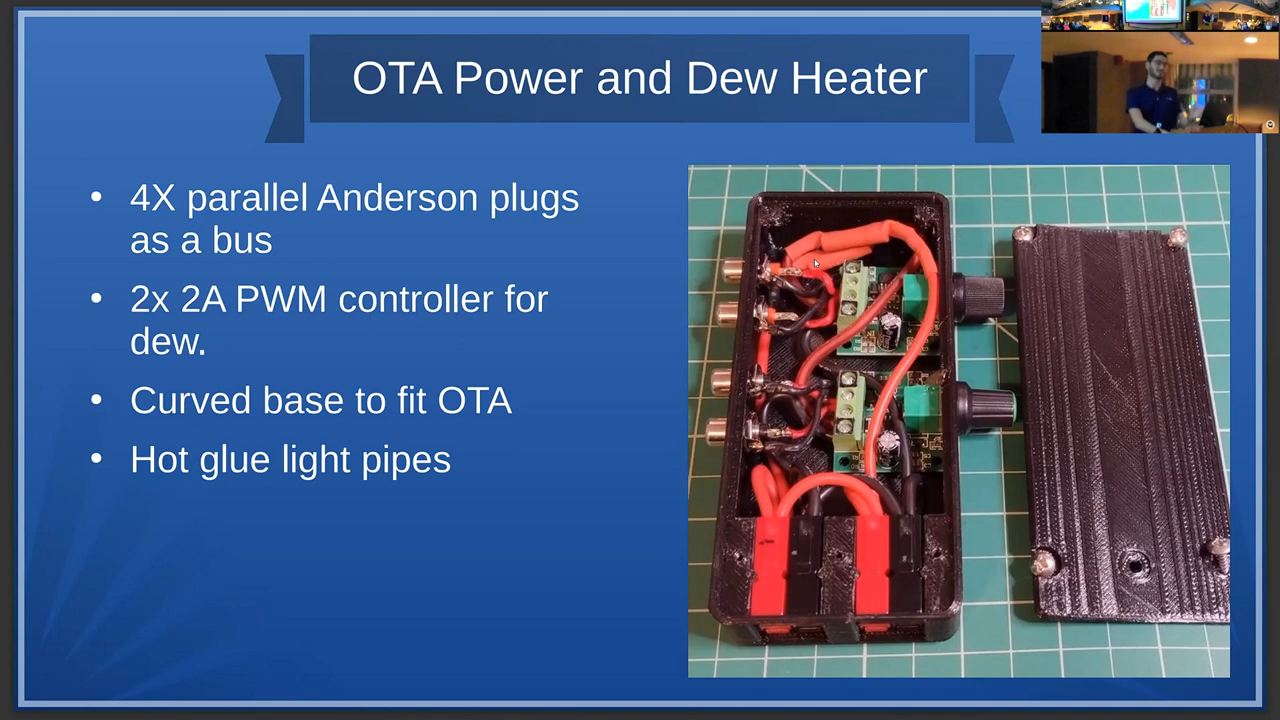 OTA Power and Dew Heater
4X parallel Anderson plugs
as a bus
2x 2A PWM controller for
dew.
Curved base to fit OTA
Hot glue light pipes